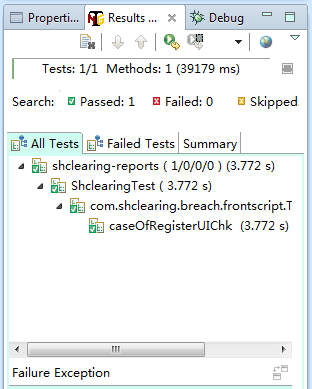 Properti... Results ... Debug
Tests: 1/1 Methods: 1 (39179 ms)
Search: Passed: 1 Failed: 0 Skipped
All Tests Failed Tests Summary
shclearing-reports ( 1/0/0/0 ) (3.772 s)
ShclearingTest ( 3.772 s)
com.shclearing.breach.frontscript.T
caseOfRegisterUIChk (3.772 s)
Failure Exception